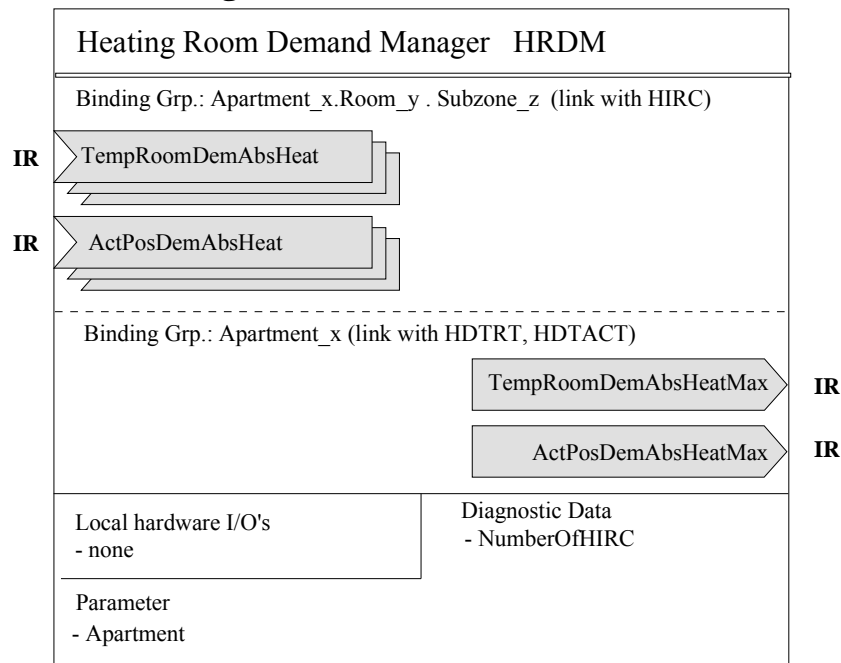 Heating Room Demand Manager HRDM
Binding Grp.: Apartment_x.Room_y . Subzone_z (link with HIRC)
IR TempRoomDemAbsHeat
IR ActPosDemAbsHeat
Binding Grp.: Apartment_x (link with HDTRT, HDTACT)
TempRoomDemAbsHeatMax IR
ActPosDemAbsHeatMax IR
Local hardware I/O's
- none
Diagnostic Data
- NumberOfHIRC
Parameter
- Apartment